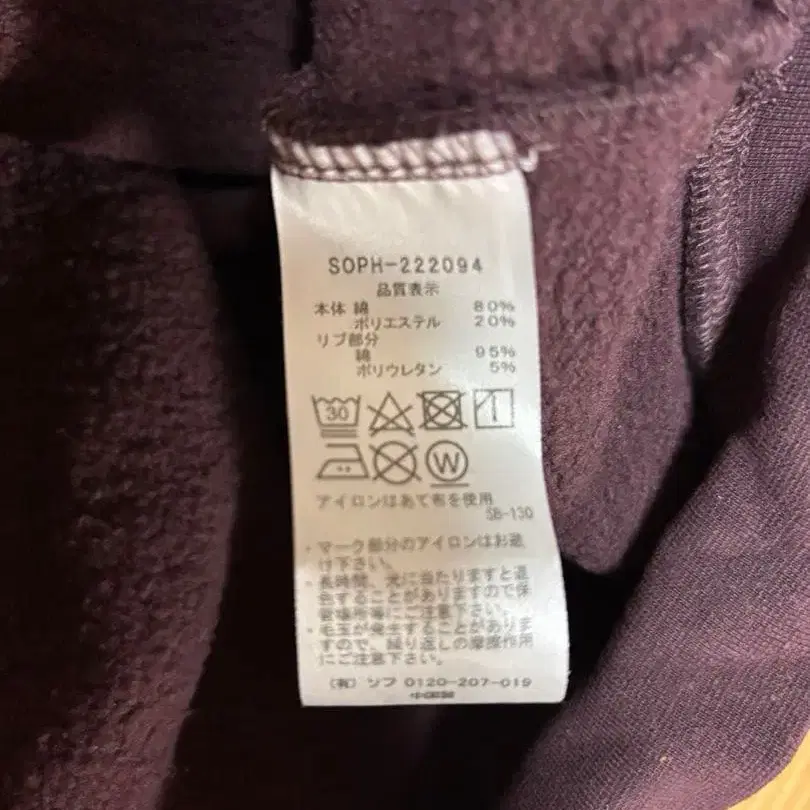 SOPH-222094
品質表示
本体 綿 80%
ポリエステル 20%
リブ部分
綿 95%
ポリウレタン 5%
30
W
アイロンはあて布を使用
SB-130
・マーク部分のアイロンはお避
け下さい。
・長時間、光に当たりますと退
色することがありますので保
管場所等にご注意下さい。
・毛玉が発生することがありま
すので、繰り返しの摩擦作用
にご注意下さい。
(有) ソフ 0120-207-019
中国製